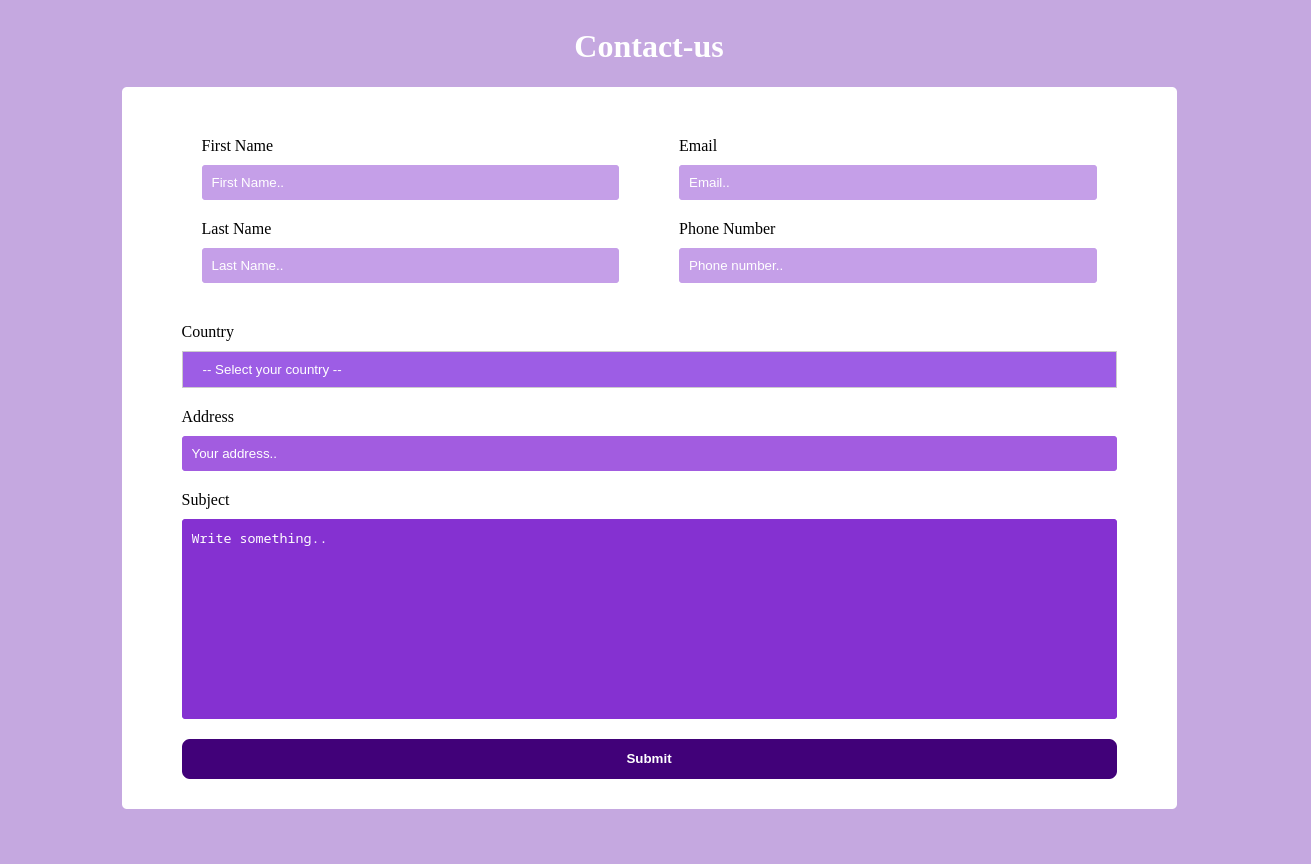 Contact-us
First Name
Email
First Name..
Email..
Last Name
Phone Number
Last Name..
Phone number..
Country
-- Select your country --
Address
Your address..
Subject
Write something..
Submit